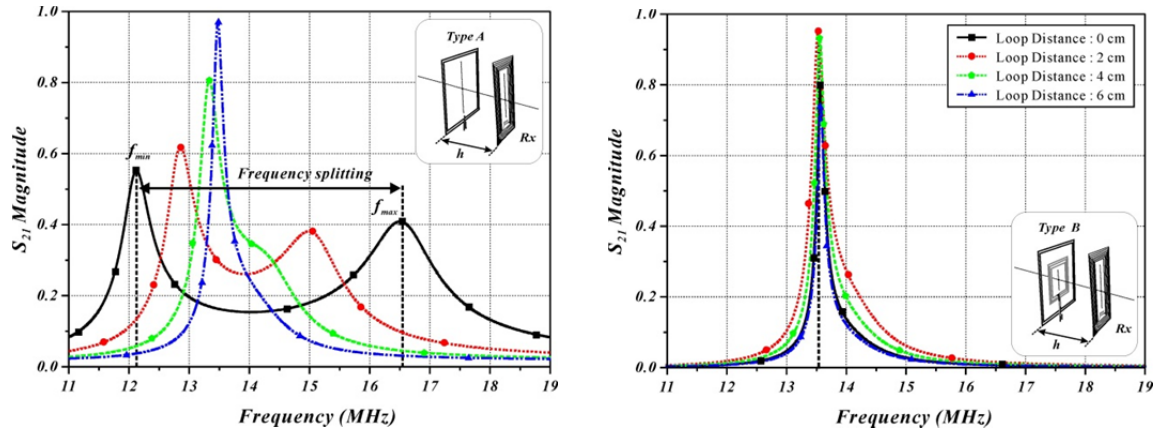 1.0
0.8
0.6
0.4
0.2
0.0
S21 Magnitude
Type A
Rx
h
fmin
Frequency splitting
fmax
11 12 13 14 15 16 17 18 19
Frequency (MHz)
1.0
0.8
0.6
0.4
0.2
0.0
S21 Magnitude
Loop Distance : 0 cm
Loop Distance : 2 cm
Loop Distance : 4 cm
Loop Distance : 6 cm
Type B
Rx
h
11 12 13 14 15 16 17 18 19
Frequency (MHz)